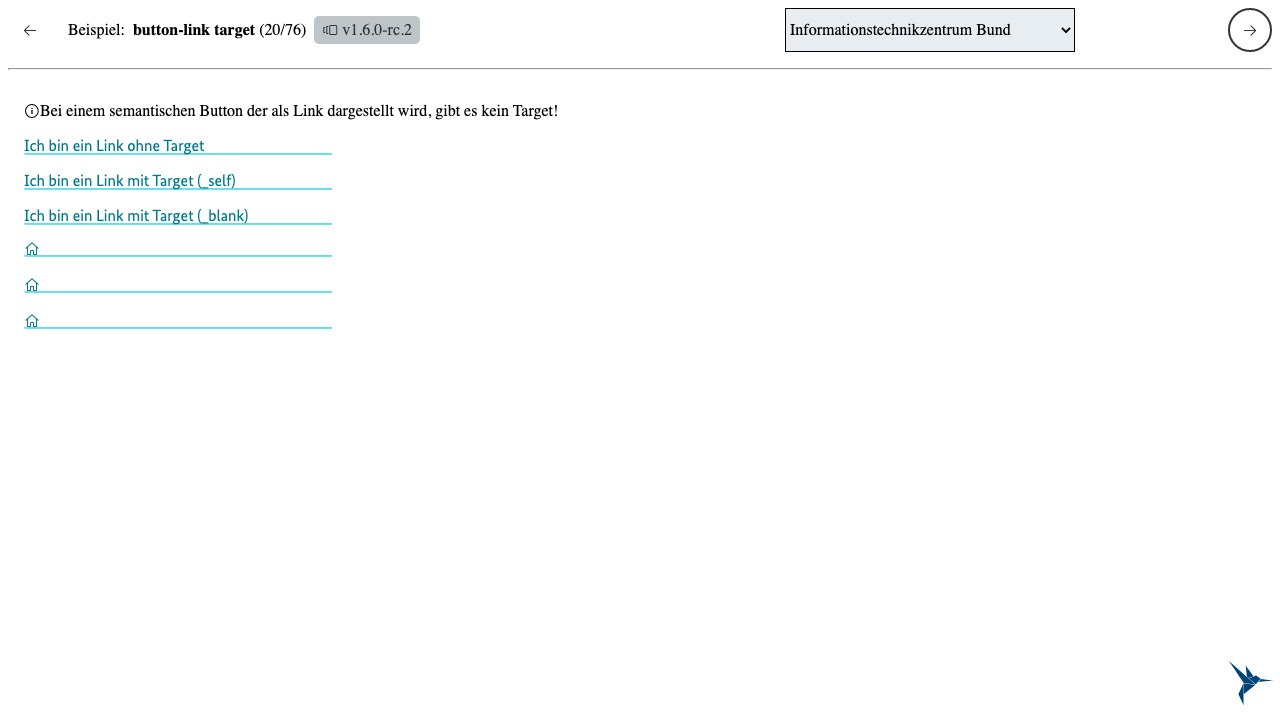 Beispiel: button-link target (20/76) v1.6.0-rc.2 Informationstechnikzentrum Bund
Bei einem semantischen Button der als Link dargestellt wird, gibt es kein Target!
Ich bin ein Link ohne Target
Ich bin ein Link mit Target (_self)
Ich bin ein Link mit Target (_blank)